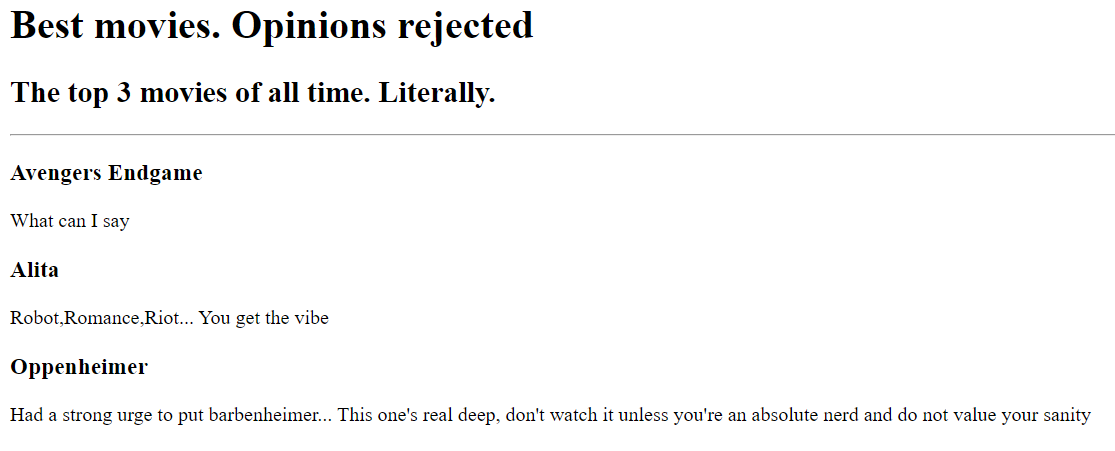 Best movies. Opinions rejected
The top 3 movies of all time. Literally.
Avengers Endgame
What can I say
Alita
Robot,Romance,Riot... You get the vibe
Oppenheimer
Had a strong urge to put barbenheimer... This one's real deep, don't watch it unless you're an absolute nerd and do not value your sanity